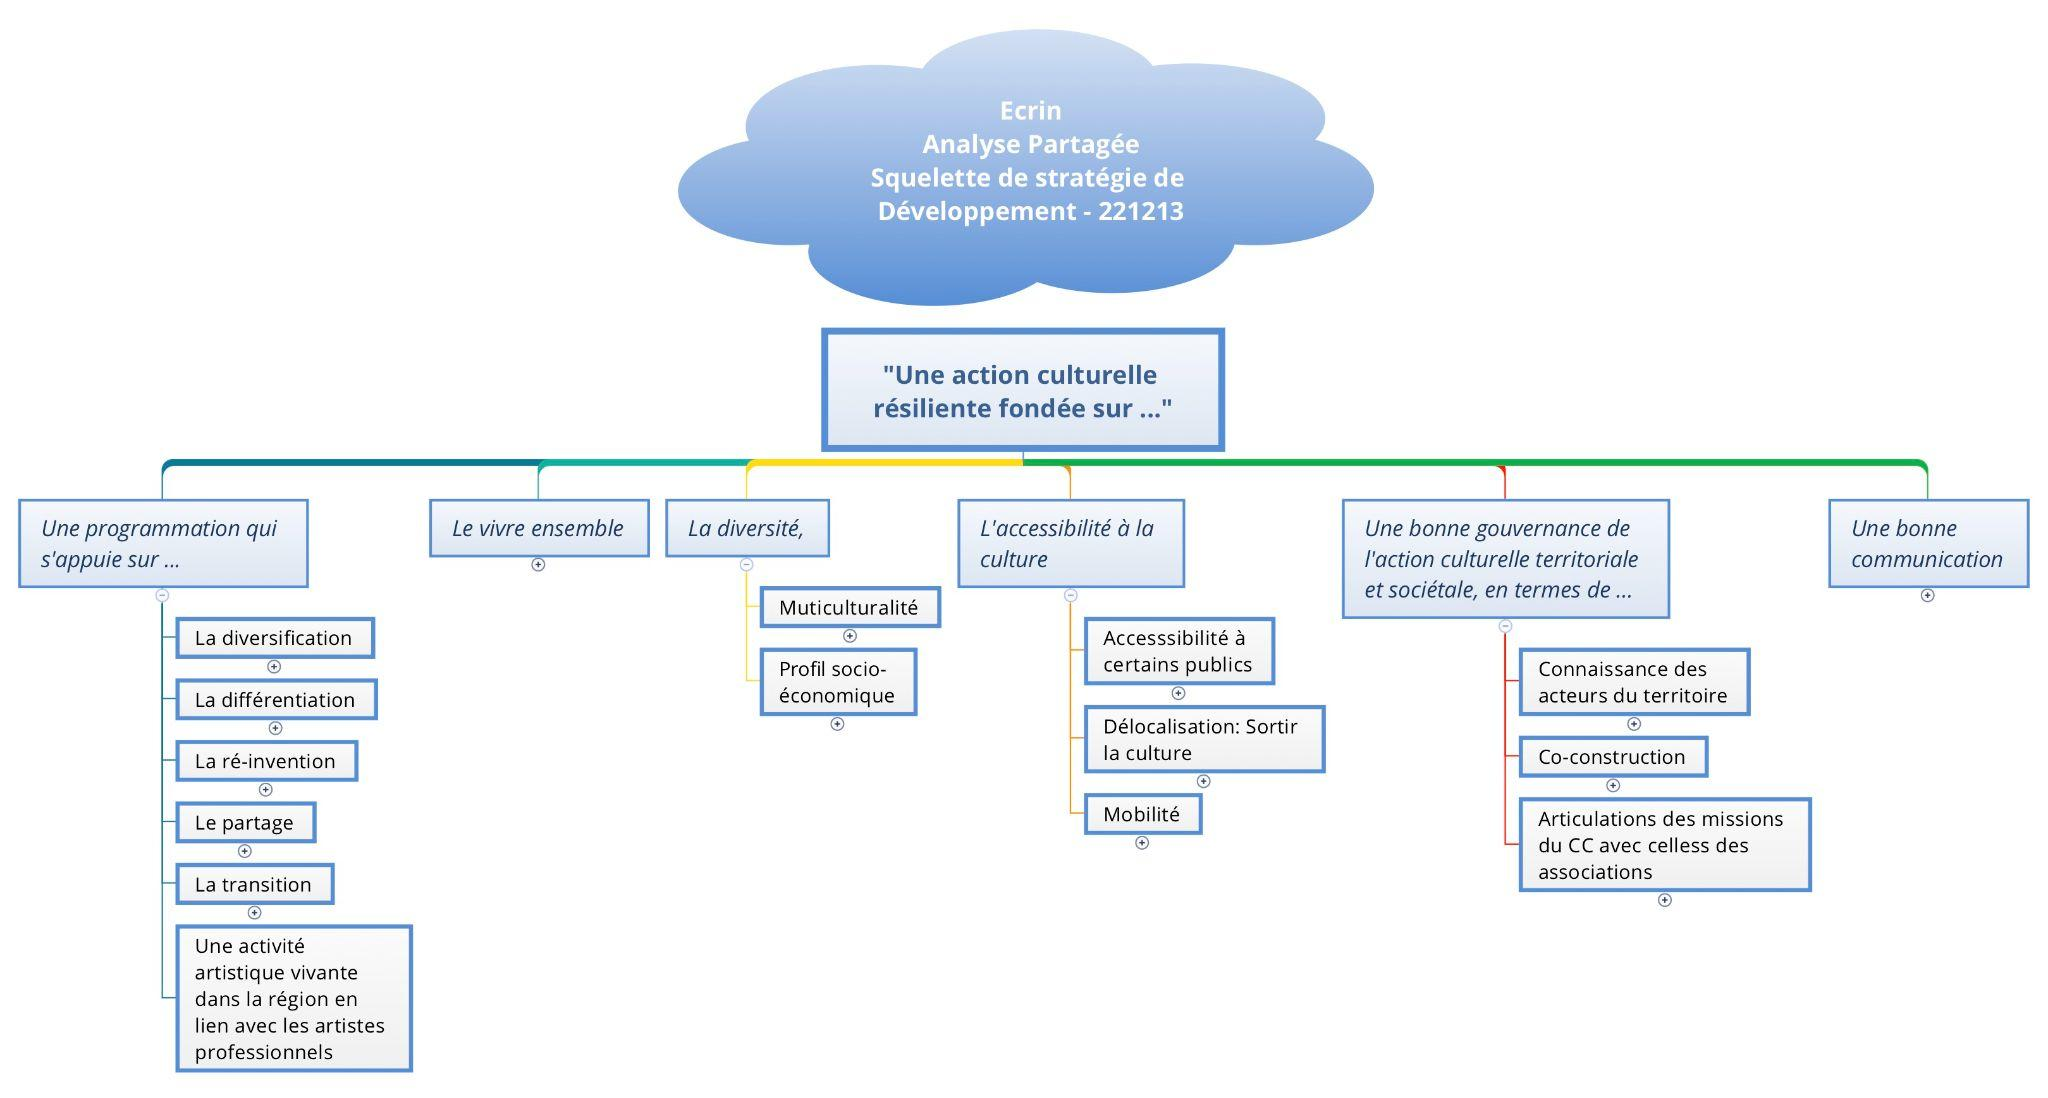 Ecrin
Analyse Partagée
Squelette de stratégie de
Développement - 221213
"Une action culturelle
résiliente fondée sur ..."
Une programmation qui
s'appuie sur ...
La diversification
La différentiation
La ré-invention
Le partage
La transition
Une activité
artistique vivante
dans la région en
lien avec les artistes
professionnels
Le vivre ensemble
La diversité,
Muticulturalité
Profil socio-
économique
L'accessibilité à la
culture
Accesssibilité à
certains publics
Délocalisation: Sortir
la culture
Mobilité
Une bonne gouvernance de
l'action culturelle territoriale
et sociétale, en termes de ...
Connaissance des
acteurs du territoire
Co-construction
Articulations des missions
du CC avec celless des
associations
Une bonne
communication